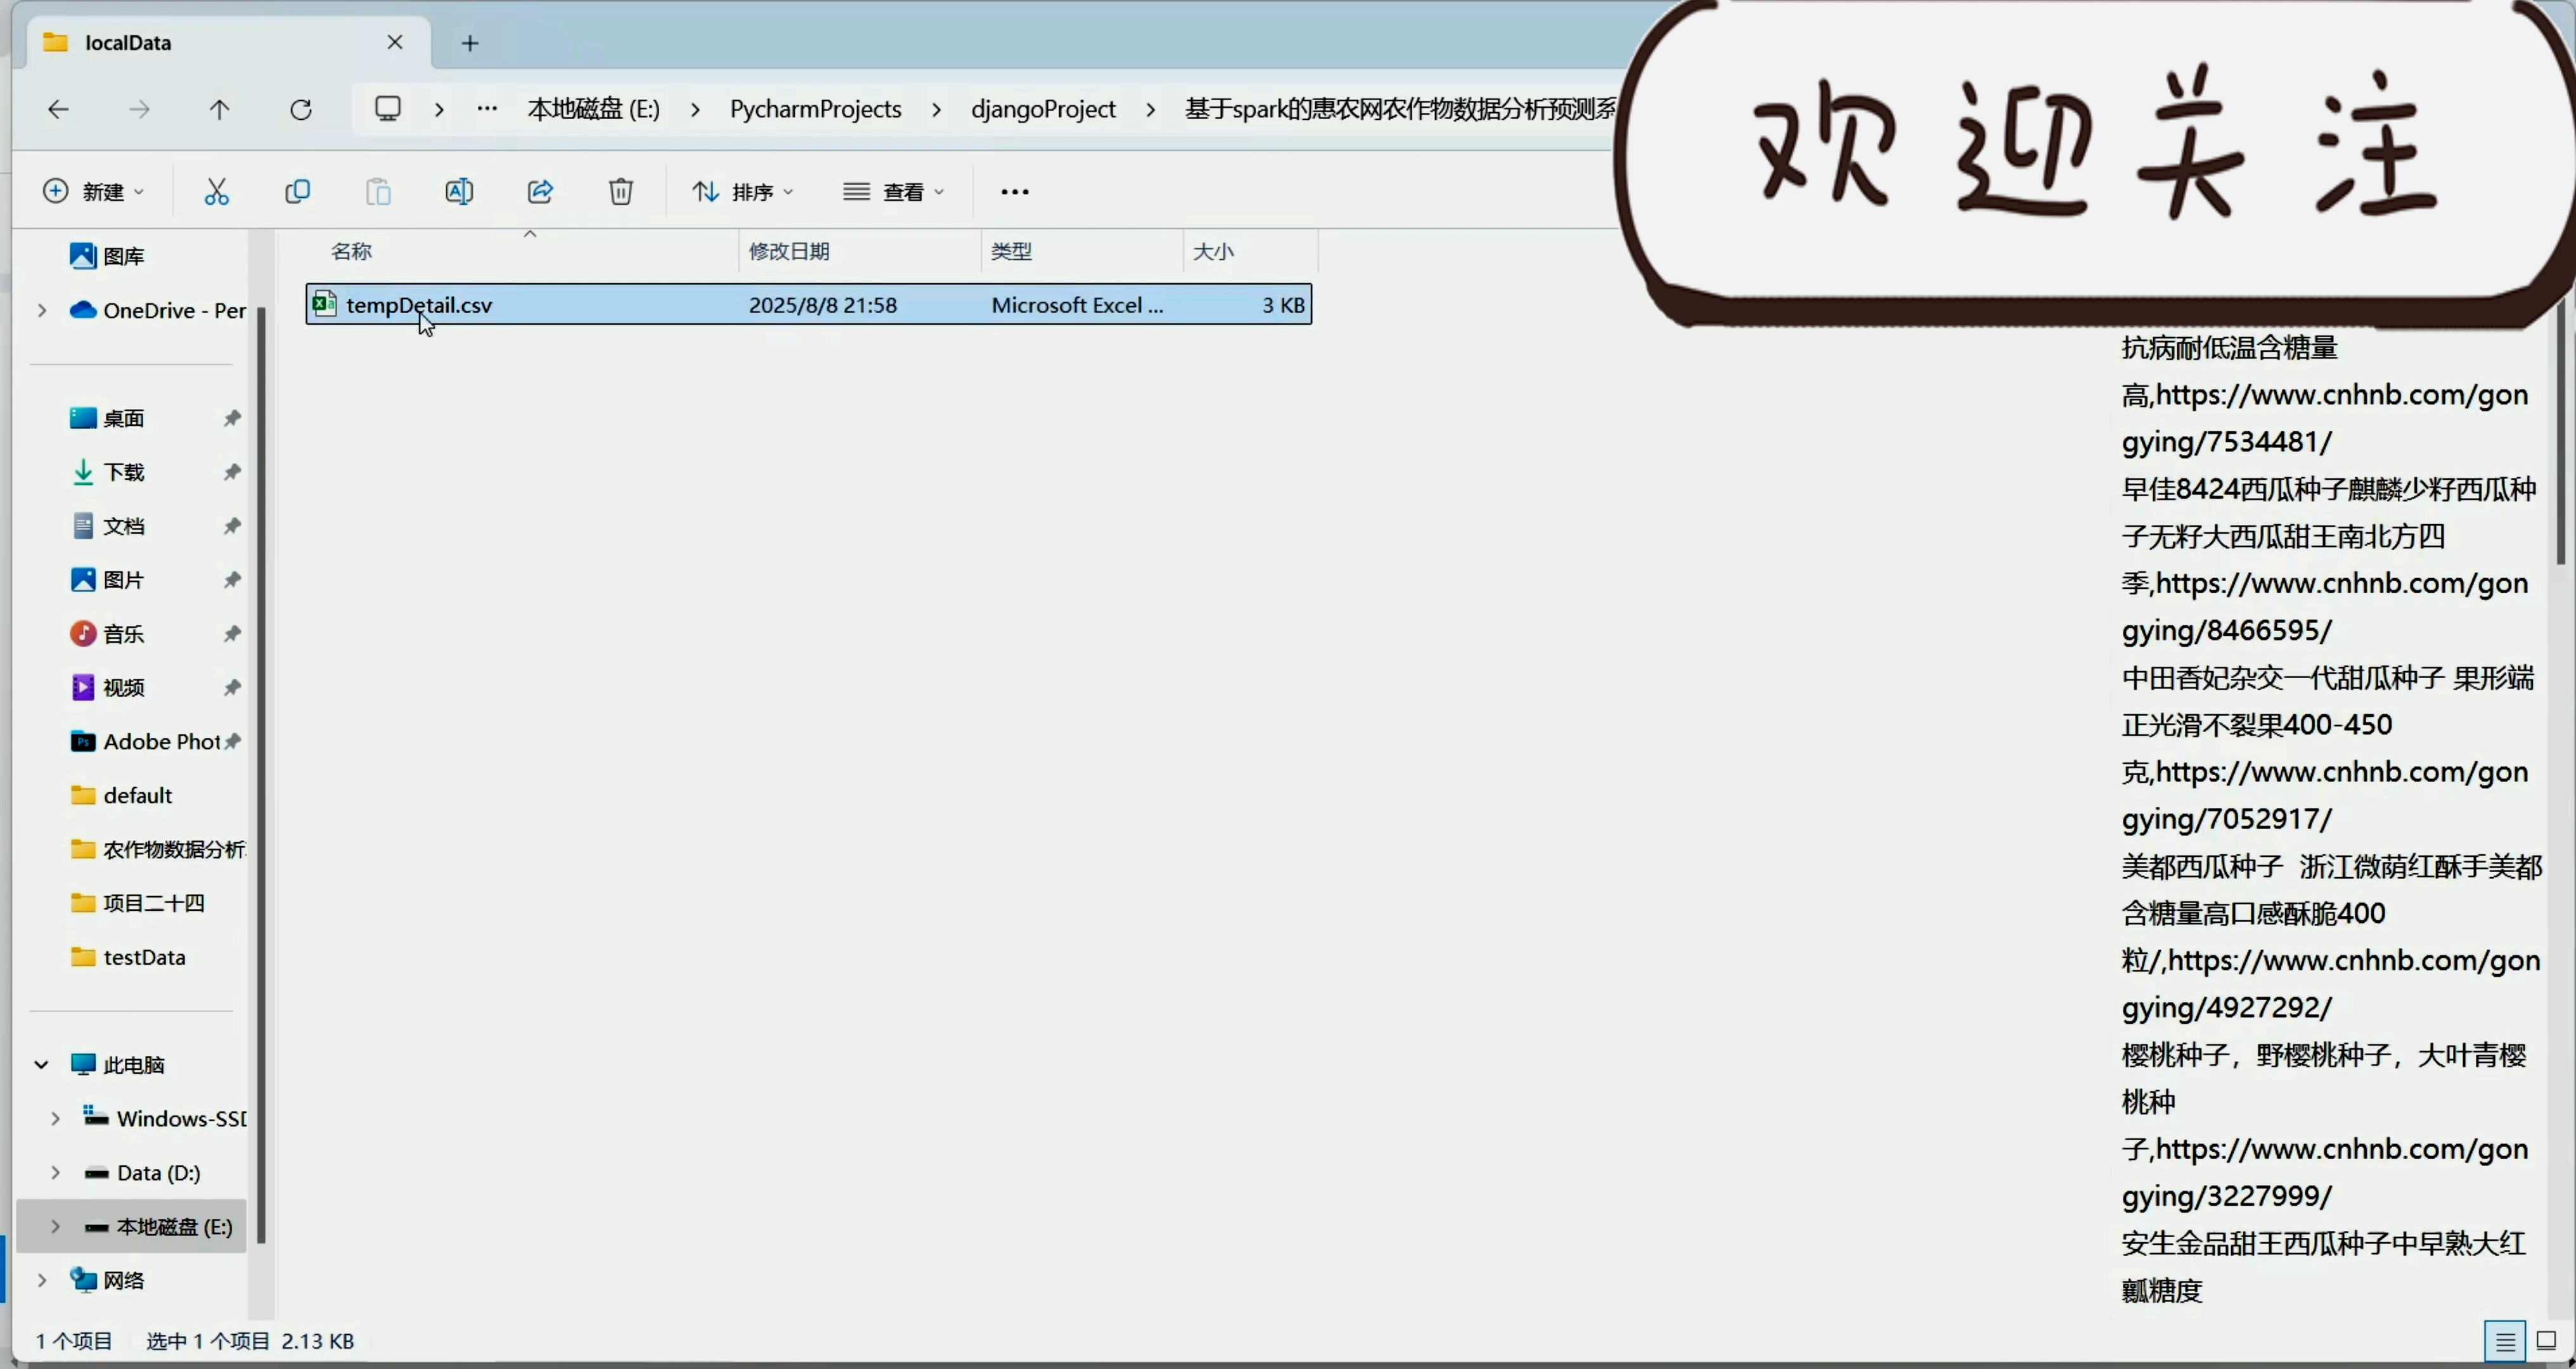 localData
本地磁盘 (E:) PycharmProjects djangoProject 基于spark的惠农网农作物数据分析预测系
欢迎关注
新建 排序 查看
名称 修改日期 类型 大小
tempDetail.csv 2025/8/8 21:58 Microsoft Excel ... 3 KB
图库
OneDrive - Per
桌面
下载
文档
图片
音乐
视频
Adobe Phot
default
农作物数据分析
项目二十四
testData
此电脑
Windows-SSD
Data (D:)
本地磁盘 (E:)
网络
抗病耐低温含糖量
高,https://www.cnhnb.com/gon
gying/7534481/
早佳8424西瓜种子麒麟少籽西瓜种
子无籽大西瓜甜王南北方四
季,https://www.cnhnb.com/gon
gying/8466595/
中田香妃杂交一代甜瓜种子 果形端
正光滑不裂果400-450
克,https://www.cnhnb.com/gon
gying/7052917/
美都西瓜种子 浙江微荫红酥手美都
含糖量高口感酥脆400
粒/,https://www.cnhnb.com/gon
gying/4927292/
樱桃种子，野樱桃种子，大叶青樱
桃种
子,https://www.cnhnb.com/gon
gying/3227999/
安生金品甜王西瓜种子中早熟大红
瓤糖度
1 个项目 选中 1 个项目 2.13 KB